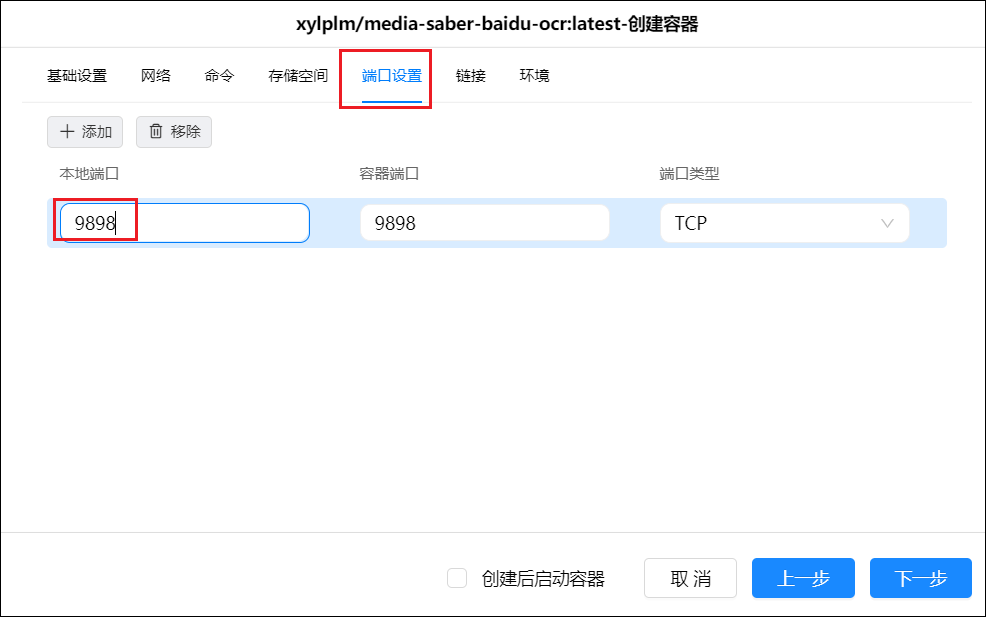 xylplm/media-saber-baidu-ocr:latest-创建容器
基础设置 网络 命令 存储空间 端口设置 链接 环境
添加 移除
本地端口 容器端口 端口类型
9898 9898 TCP
创建后启动容器 取消 上一步 下一步